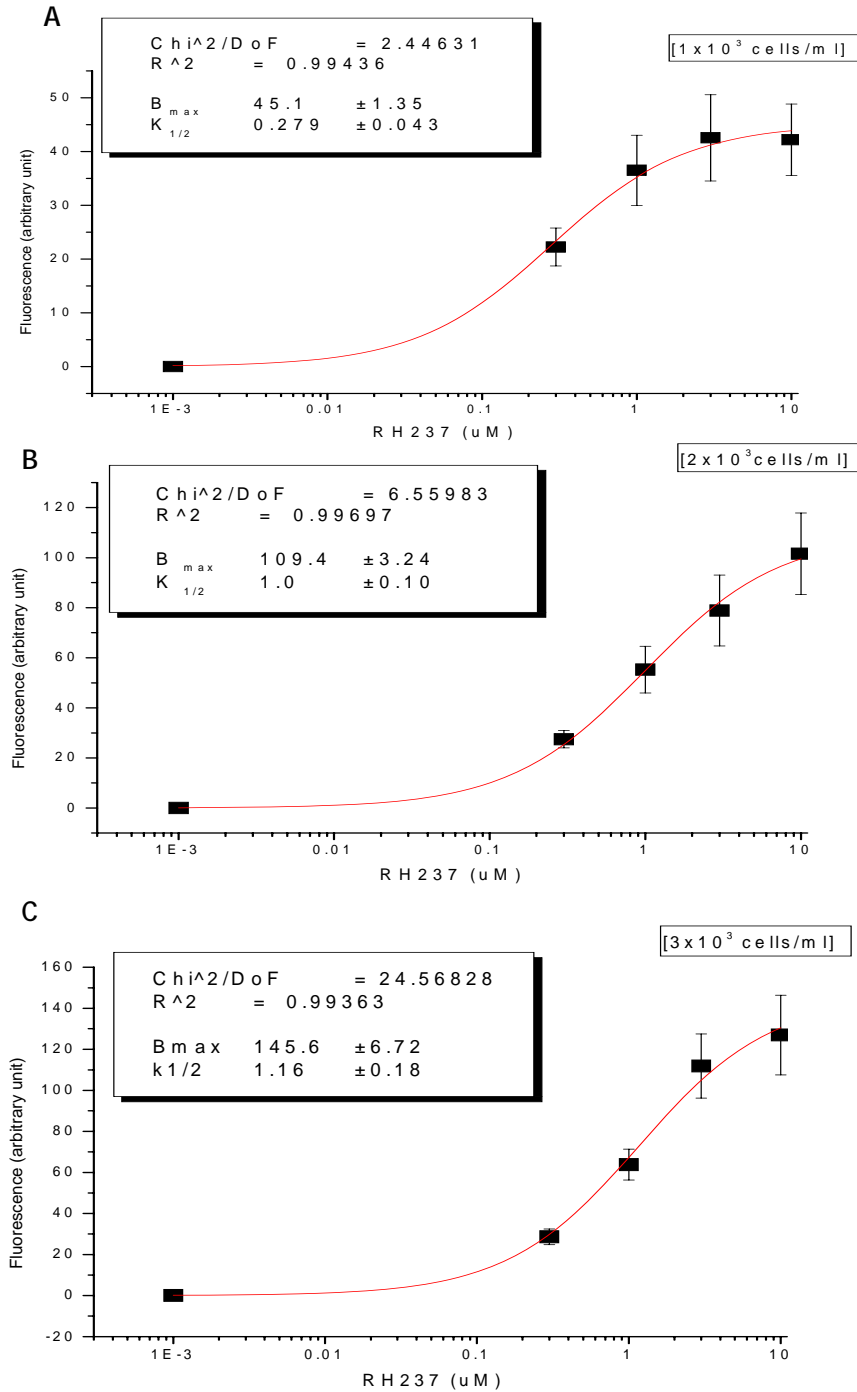 A
Chi^2/DoF = 2.44631
R^2 = 0.99436
Bmax 45.1 ±1.35
K1/2 0.279 ±0.043
[1x10³ cells/ml]
50
40
30
20
10
0
Fluorescence (arbitrary unit)
1E-3 0.01 0.1 1 10
RH237 (uM)
B
Chi^2/DoF = 6.55983
R^2 = 0.99697
Bmax 109.4 ±3.24
K1/2 1.0 ±0.10
[2x10³cells/ml]
120
100
80
60
40
20
0
Fluorescence (arbitrary unit)
1E-3 0.01 0.1 1 10
RH237 (uM)
C
Chi^2/DoF = 24.56828
R^2 = 0.99363
Bmax 145.6 ±6.72
k1/2 1.16 ±0.18
[3x10³ cells/ml]
160
140
120
100
80
60
40
20
0
-20
Fluorescence (arbitrary unit)
1E-3 0.01 0.1 1 10
RH237 (uM)